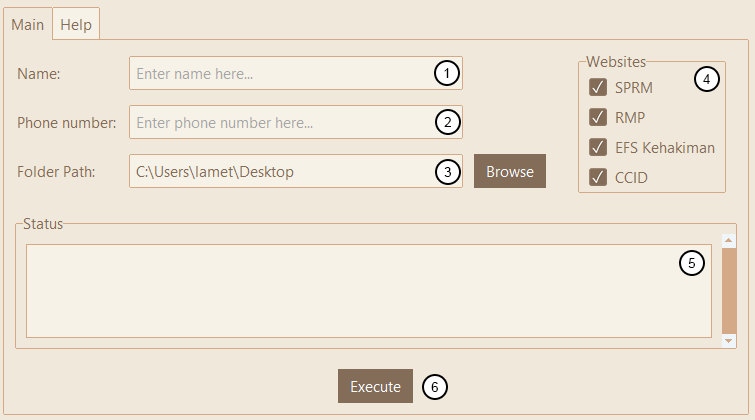 Main Help
Name: Enter name here... 1
Phone number: Enter phone number here... 2
Folder Path: C:\Users\lamet\Desktop 3 Browse
Websites 4
SPRM
RMP
EFS Kehakiman
CCID
Status
5
Execute 6